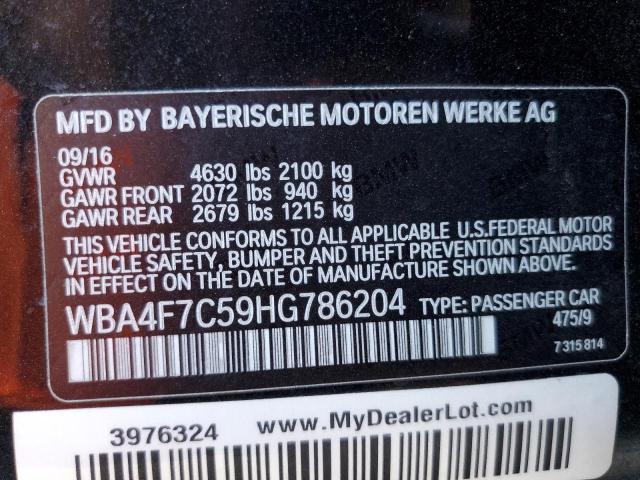 MFD BY BAYERISCHE MOTOREN WERKE AG
09/16
GVWR 4630 lbs 2100 kg
GAWR FRONT 2072 lbs 940 kg
GAWR REAR 2679 lbs 1215 kg
THIS VEHICLE CONFORMS TO ALL APPLICABLE U.S.FEDERAL MOTOR
VEHICLE SAFETY, BUMPER AND THEFT PREVENTION STANDARDS
IN EFFECT ON THE DATE OF MANUFACTURE SHOWN ABOVE.
WBA4F7C59HG786204 TYPE: PASSENGER CAR
475/9
7 315 814
3976324 www.MyDealerLot.com